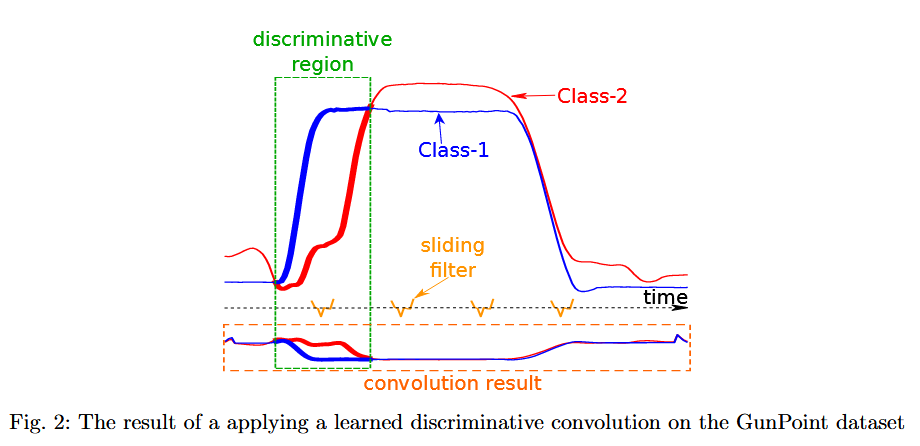 discriminative
region
Class-2
Class-1
sliding
filter
time
convolution result
Fig. 2: The result of a applying a learned discriminative convolution on the GunPoint dataset